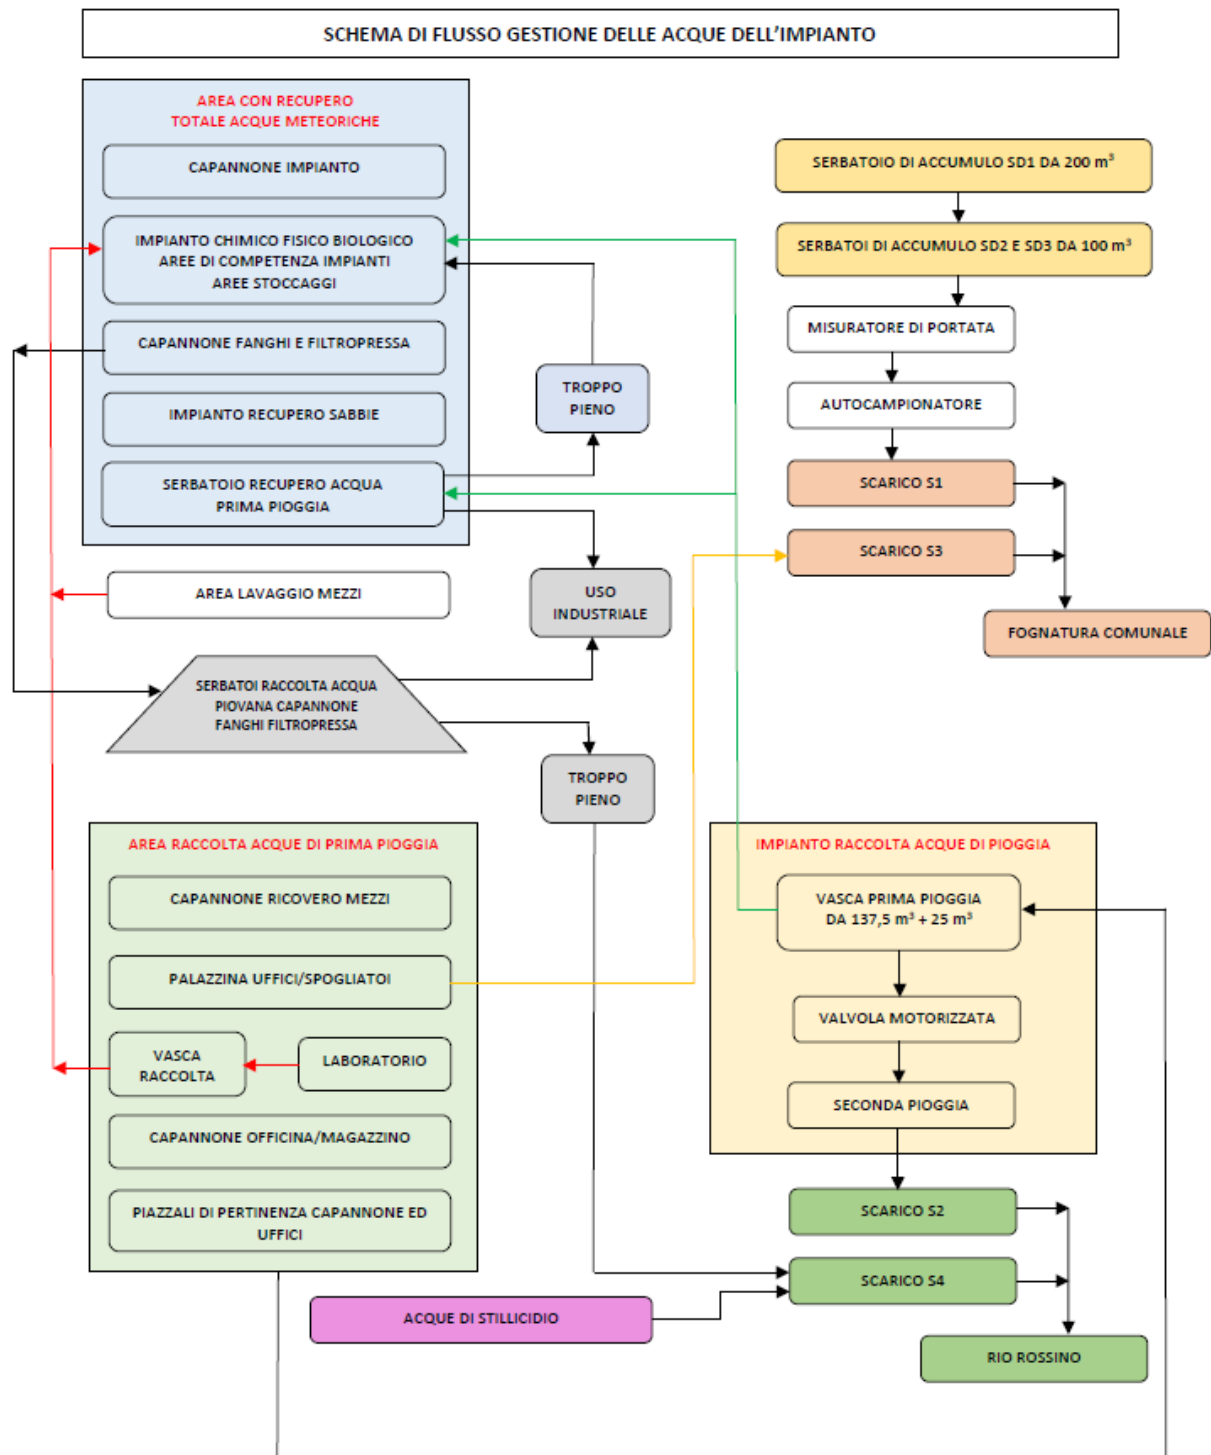 SCHEMA DI FLUSSO GESTIONE DELLE ACQUE DELL'IMPIANTO
AREA CON RECUPERO
TOTALE ACQUE METEORICHE
CAPANNONE IMPIANTO
IMPIANTO CHIMICO FISICO BIOLOGICO
AREE DI COMPETENZA IMPIANTI
AREE STOCCAGGI
CAPANNONE FANGHI E FILTROPRESSA
IMPIANTO RECUPERO SABBIE
SERBATOIO RECUPERO ACQUA
PRIMA PIOGGIA
TROPPO
PIENO
SERBATOIO DI ACCUMULO SD1 DA 200 m³
SERBATOI DI ACCUMULO SD2 E SD3 DA 100 m³
MISURATORE DI PORTATA
AUTOCAMPIONATORE
SCARICO S1
SCARICO S3
FOGNATURA COMUNALE
AREA LAVAGGIO MEZZI
USO
INDUSTRIALE
SERBATOI RACCOLTA ACQUA
PIOVANA CAPANNONE
FANGHI FILTROPRESSA
TROPPO
PIENO
AREA RACCOLTA ACQUE DI PRIMA PIOGGIA
CAPANNONE RICOVERO MEZZI
PALAZZINA UFFICI/SPOGLIATOI
VASCA
RACCOLTA
LABORATORIO
CAPANNONE OFFICINA/MAGAZZINO
PIAZZALI DI PERTINENZA CAPANNONE ED
UFFICI
IMPIANTO RACCOLTA ACQUE DI PIOGGIA
VASCA PRIMA PIOGGIA
DA 137,5 m³ + 25 m³
VALVOLA MOTORIZZATA
SECONDA PIOGGIA
SCARICO S2
SCARICO S4
ACQUE DI STILLICIDIO
RIO ROSSINO